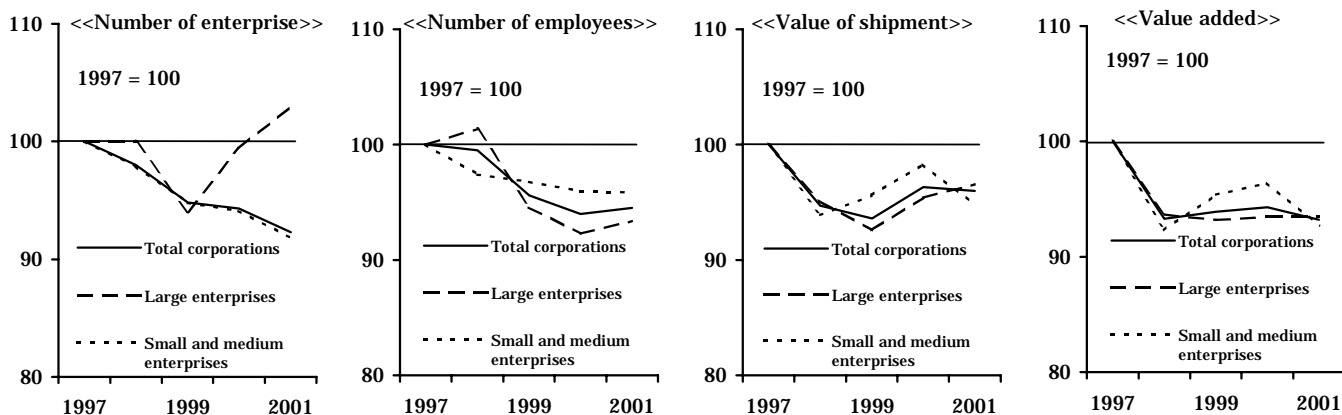 <<Number of enterprise>>
110
1997 = 100
100
90
80
Total corporations
Large enterprises
Small and medium
enterprises
1997 1999 2001
<<Number of employees>>
110
1997 = 100
100
90
80
Total corporations
Large enterprises
Small and medium
enterprises
1997 1999 2001
<<Value of shipment>>
110
1997 = 100
100
90
80
Total corporations
Large enterprises
Small and medium
enterprises
1997 1999 2001
<<Value added>>
110
1997 = 100
100
90
80
Total corporations
Large enterprises
Small and medium
enterprises
1997 1999 2001